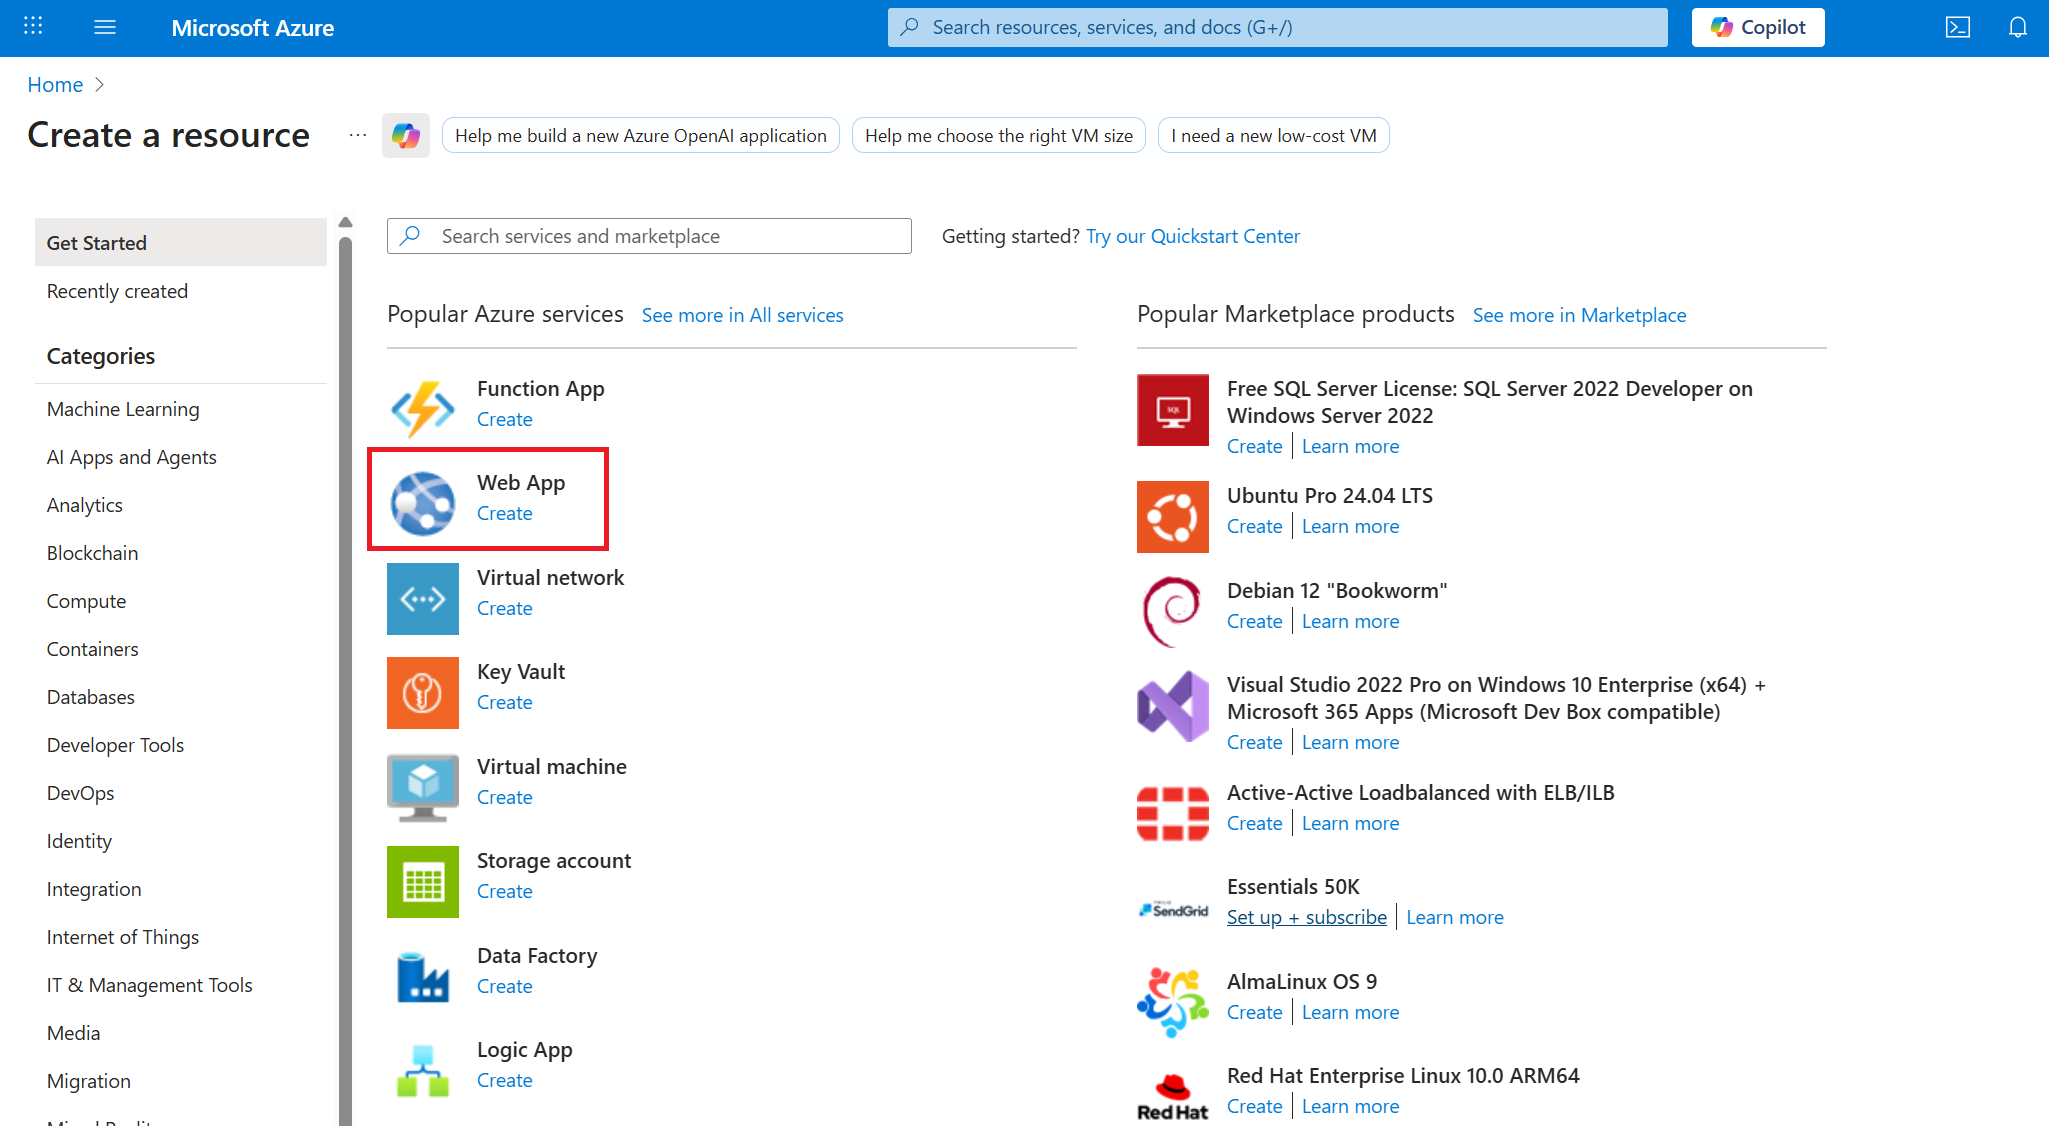 Microsoft Azure
Search resources, services, and docs (G+/)
Copilot
Home
Create a resource
Help me build a new Azure OpenAI application
Help me choose the right VM size
I need a new low-cost VM
Get Started
Recently created
Categories
Machine Learning
AI Apps and Agents
Analytics
Blockchain
Compute
Containers
Databases
Developer Tools
DevOps
Identity
Integration
Internet of Things
IT & Management Tools
Media
Migration
Search services and marketplace
Getting started? Try our Quickstart Center
Popular Azure services See more in All services
Function App
Create
Web App
Create
Virtual network
Create
Key Vault
Create
Virtual machine
Create
Storage account
Create
Data Factory
Create
Logic App
Create
Popular Marketplace products See more in Marketplace
SQL
Free SQL Server License: SQL Server 2022 Developer on
Windows Server 2022
Create Learn more
Ubuntu Pro 24.04 LTS
Create Learn more
Debian 12 "Bookworm"
Create Learn more
Visual Studio 2022 Pro on Windows 10 Enterprise (x64) +
Microsoft 365 Apps (Microsoft Dev Box compatible)
Create Learn more
Active-Active Loadbalanced with ELB/ILB
Create Learn more
SendGrid
Essentials 50K
Set up + subscribe Learn more
AlmaLinux OS 9
Create Learn more
Red Hat
Red Hat Enterprise Linux 10.0 ARM64
Create Learn more